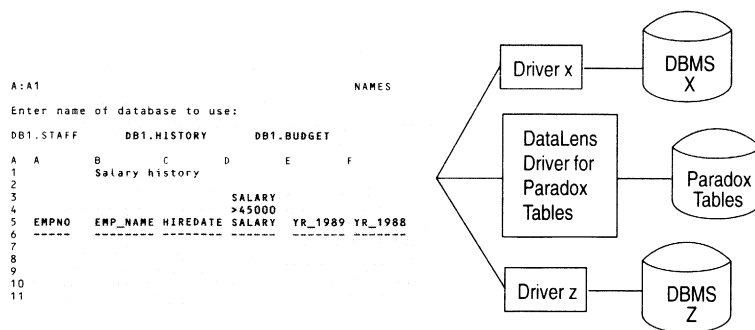 A:A1 NAMES
Enter name of database to use:
DB1.STAFF DB1.HISTORY DB1.BUDGET
A A B C D E F
1 Salary history
2
3 SALARY
4 >45000
5 EMPNO EMP_NAME HIREDATE SALARY YR_1989 YR_1988
6 ------ -------- -------- ------ ------- -------
7
8
9
10
11
Driver x
DBMS
X
DataLens
Driver for
Paradox
Tables
Paradox
Tables
Driver z
DBMS
Z